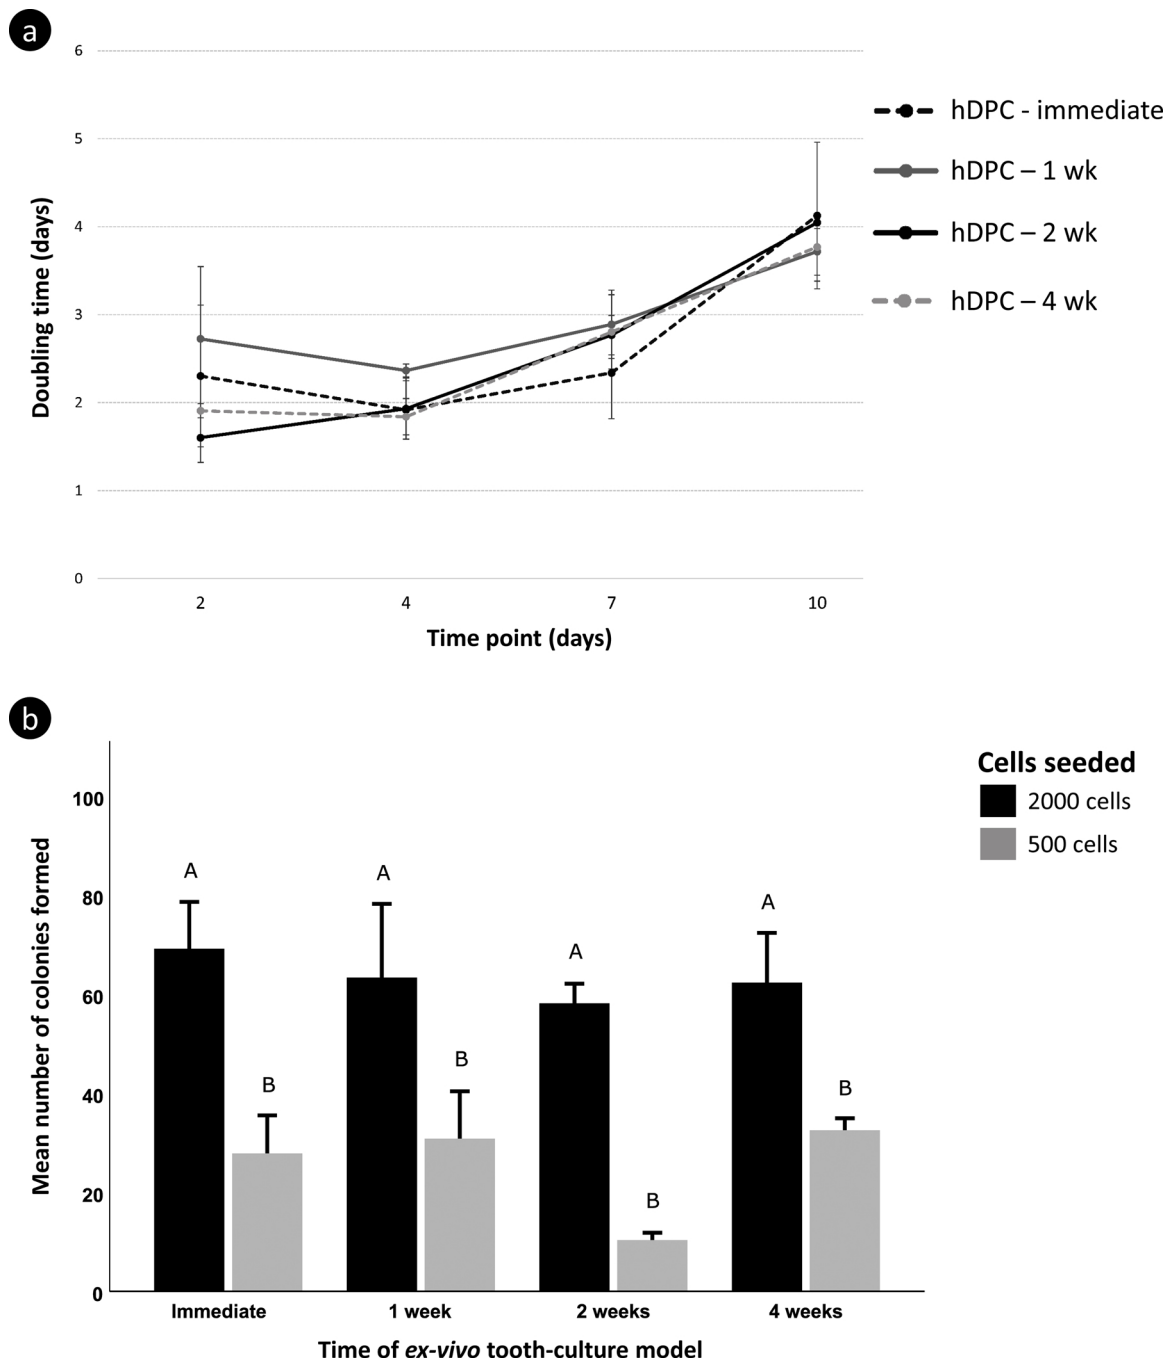 a
6
5
4
3
2
1
0
Doubling time (days)
2 4 7 10
Time point (days)
hDPC - immediate
hDPC – 1 wk
hDPC – 2 wk
hDPC – 4 wk
b
100
80
60
40
20
0
Mean number of colonies formed
A
B
A
B
A
B
A
B
Immediate 1 week 2 weeks 4 weeks
Time of ex-vivo tooth-culture model
Cells seeded
2000 cells
500 cells